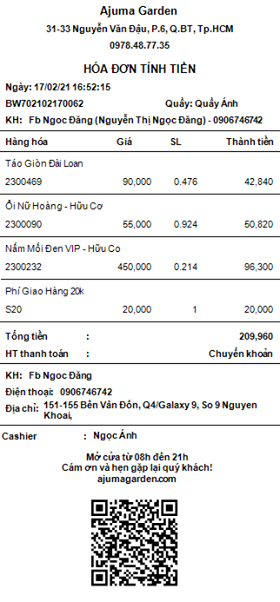 Ajuma Garden
31-33 Nguyễn Văn Đậu, P.6, Q.BT, Tp.HCM
0978.48.77.35
HÓA ĐƠN TÍNH TIỀN
Ngày: 17/02/21 16:52:15
BW702102170062 Quầy: Quầy Ánh
KH: Fb Ngoc Đăng (Nguyễn Thị Ngọc Đăng) - 0906746742
Hàng hóa Giá SL Thành tiền
Táo Giòn Đài Loan
2300469 90,000 0.476 42,840
Ổi Nữ Hoàng - Hữu Cơ
2300090 55,000 0.924 50,820
Nấm Mối Đen VIP - Hữu Cơ
2300232 450,000 0.214 96,300
Phí Giao Hàng 20k
S20 20,000 1 20,000
Tổng tiền : 209,960
HT thanh toán : Chuyển khoản
KH: Fb Ngoc Đăng
Điện thoại: 0906746742
Địa chỉ: 151-155 Bến Vân Đồn, Q4/Galaxy 9, So 9 Nguyen
Khoai,
Cashier : Ngọc Ánh
Mở cửa từ 08h đến 21h
Cám ơn và hẹn gặp lại quý khách!
ajumagarden.com